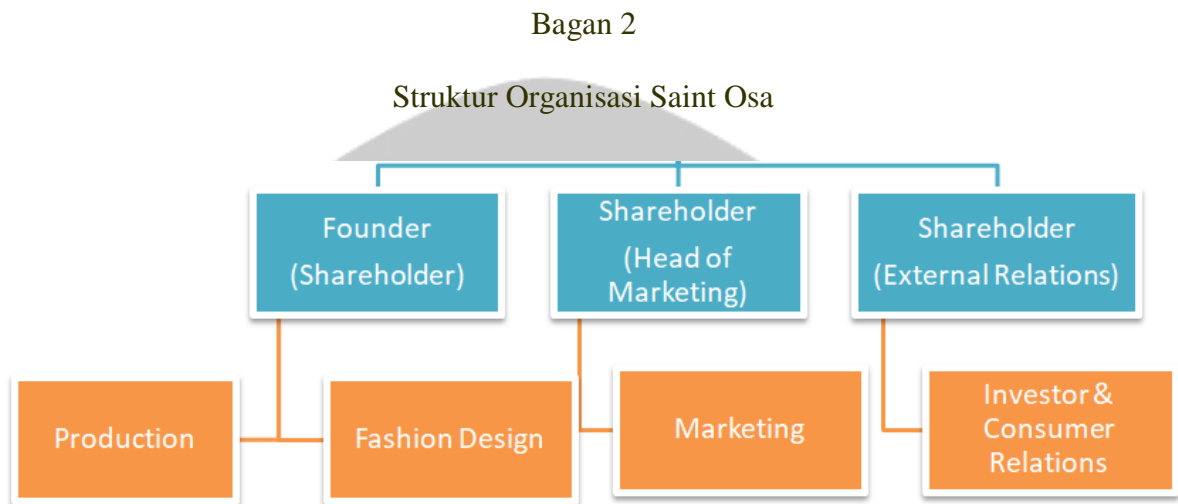 Bagan 2
Struktur Organisasi Saint Osa
Founder
(Shareholder)
Shareholder
(Head of
Marketing)
Shareholder
(External Relations)
Production
Fashion Design
Marketing
Investor &
Consumer
Relations